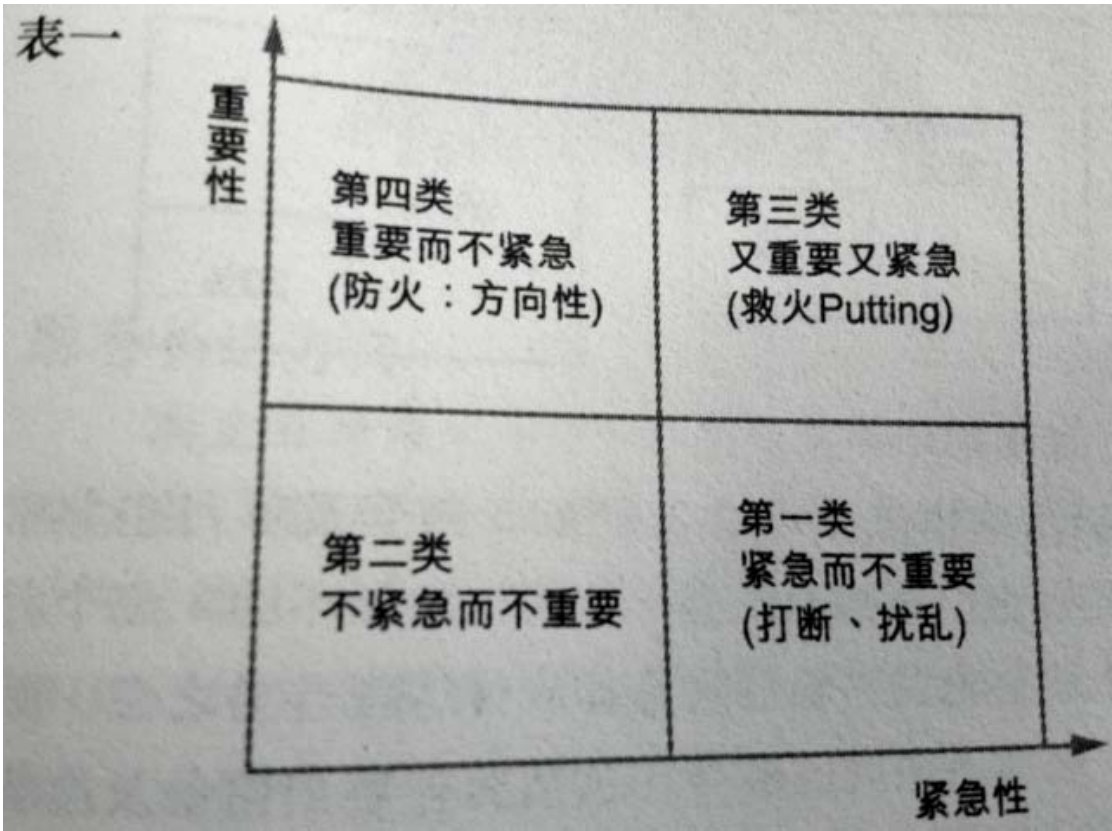 表一
重要性
第四类
重要而不紧急
(防火：方向性)
第三类
又重要又紧急
(救火Putting)
第二类
不紧急而不重要
第一类
紧急而不重要
(打断、扰乱)
紧急性